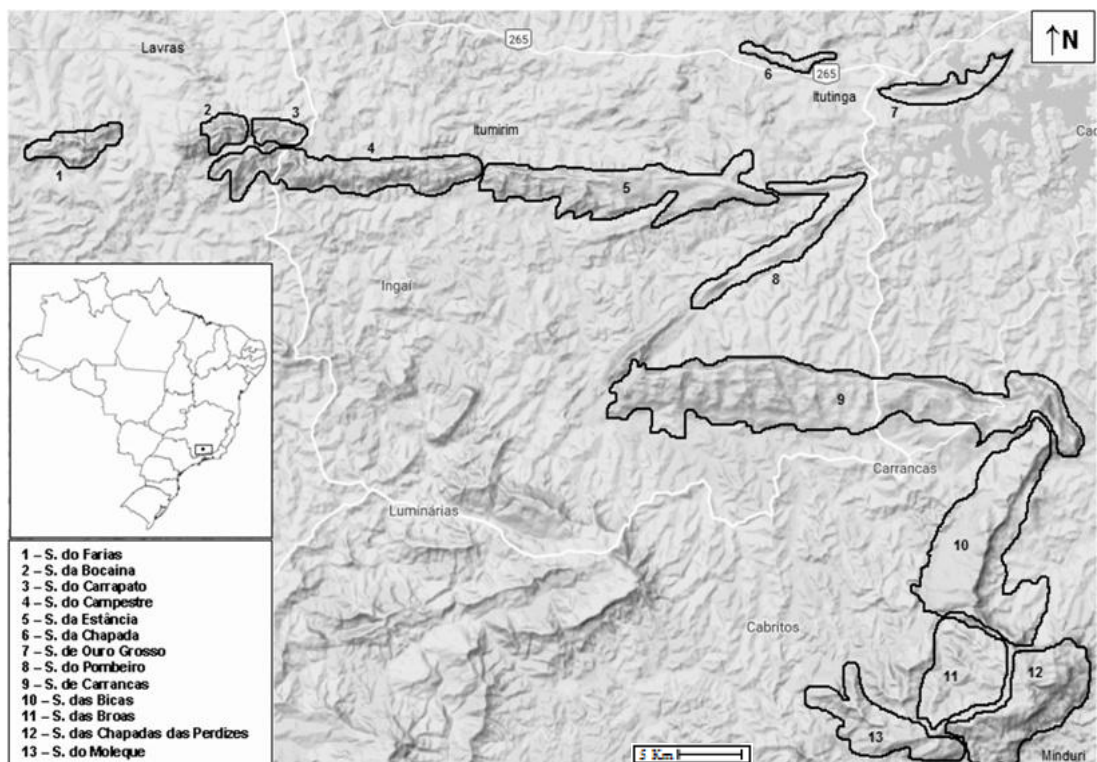 Lavras
265
↑N
6
265
Itutinga
7
2
3
Itumirim
Cac
1
4
5
Ingaí
8
9
Carrancas
Luminárias
10
Cabritos
11
12
13
Minduri
5 Km
1 – S. do Farias
2 – S. da Bocaina
3 – S. do Carrapato
4 – S. do Campestre
5 – S. da Estância
6 – S. da Chapada
7 – S. de Ouro Grosso
8 – S. do Pombeiro
9 – S. de Carrancas
10 – S. das Bicas
11 – S. das Broas
12 – S. das Chapadas das Perdizes
13 – S. do Moleque